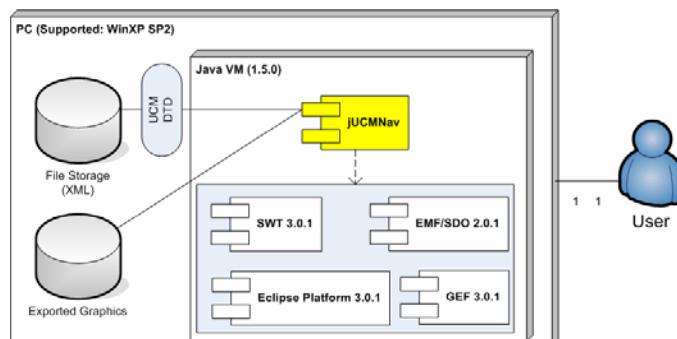 PC (Supported: WinXP SP2)
Java VM (1.5.0)
UCM
DTD
jUCMNav
File Storage
(XML)
SWT 3.0.1
EMF/SDO 2.0.1
1 1
User
Eclipse Platform 3.0.1
GEF 3.0.1
Exported Graphics